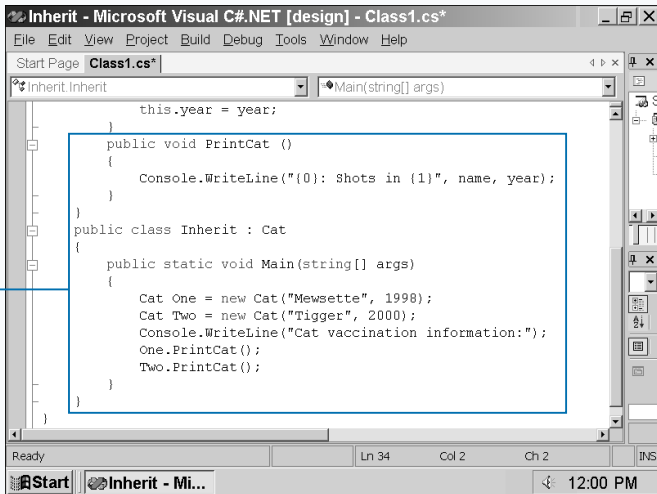 Inherit - Microsoft Visual C#.NET [design] - Class1.cs*
File Edit View Project Build Debug Tools Window Help
Start Page Class1.cs*
Inherit.Inherit Main(string[] args)
this.year = year;
}
public void PrintCat ()
{
Console.WriteLine("{0}: Shots in {1}", name, year);
}
}
public class Inherit : Cat
{
public static void Main(string[] args)
{
Cat One = new Cat("Mewsette", 1998);
Cat Two = new Cat("Tigger", 2000);
Console.WriteLine("Cat vaccination information:");
One.PrintCat();
Two.PrintCat();
}
}
}
Ready Ln 34 Col 2 Ch 2 INS
Start Inherit - Mi... 12:00 PM